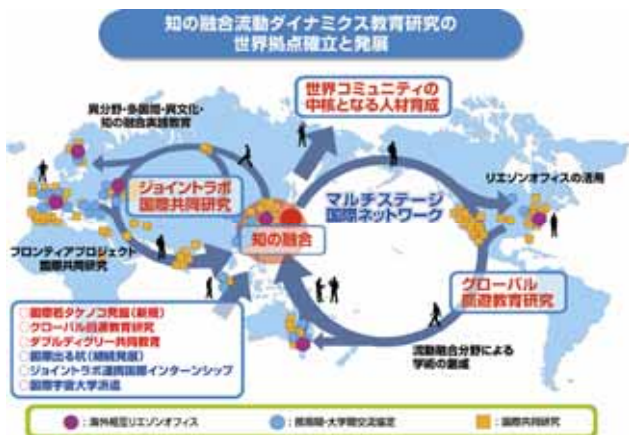 知の融合流動ダイナミクス教育研究の
世界拠点確立と発展
世界コミュニティの
中核となる人材育成
異分野・多国間・異文化・
知の融合実践教育
ジョイントラボ
国際共同研究
知の融合
マルチステージ
国際ネットワーク
リエゾンオフィスの活用
フロンティアプロジェクト
国際共同研究
グローバル
回遊教育研究
流動融合分野による
学術の創成
○国際若タケノコ発掘(新規)
○グローバル回遊教育研究
○ダブルディグリー共同教育
○国際出る杭(継続発展)
○ジョイントラボ連携国際インターンシップ
○国際宇宙大学派遣
:海外相互リエゾンオフィス
:部局間・大学間交流協定
:国際共同研究